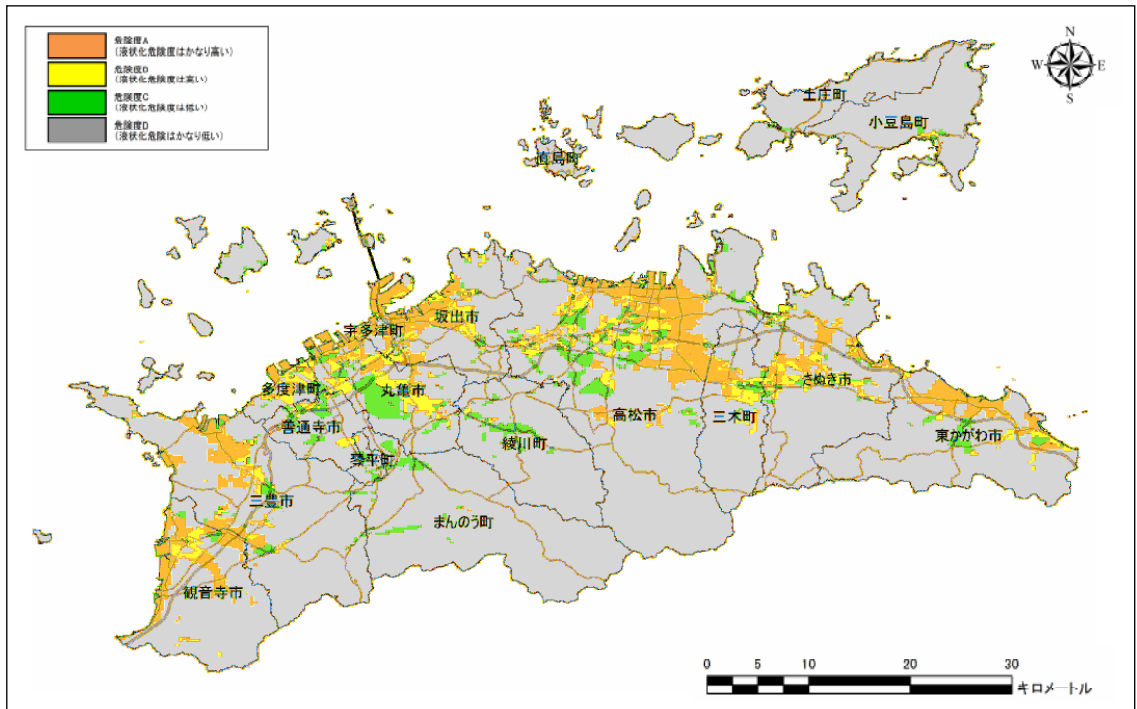 危険度A
(液状化危険度はかなり高い)
危険度B
(液状化危険度は高い)
危険度C
(液状化危険度は低い)
危険度D
(液状化危険はかなり低い)
N
W E
S
土庄町
小豆島町
直島町
坂出市
宇多津町
多度津町
丸亀市
さぬき市
善通寺市
高松市
三木町
綾川町
東かがわ市
琴平町
三豊市
まんのう町
観音寺市
0 5 10 20 30
キロメートル